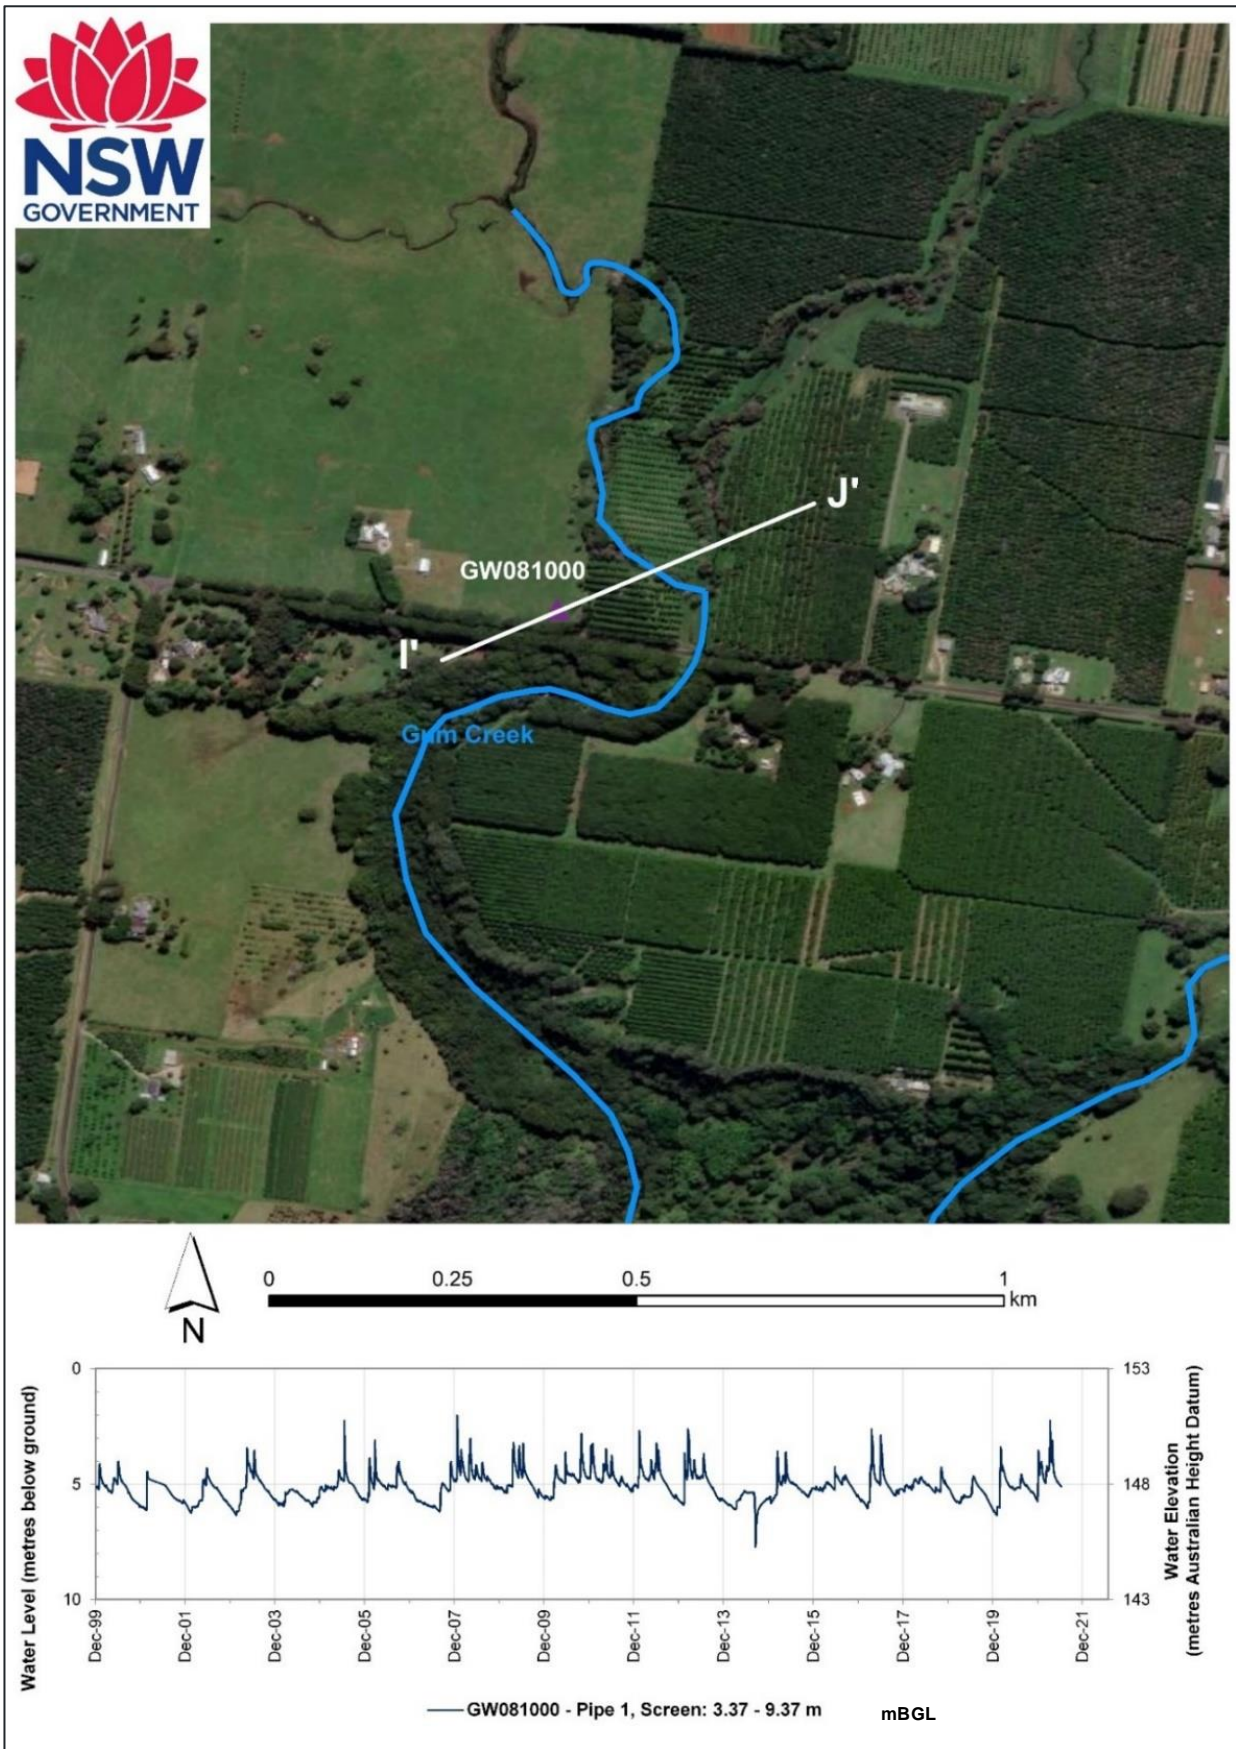 NSW
GOVERNMENT
J'
GW081000
I'
Gum Creek
0 0.25 0.5 1
km
N
Water Level (metres below ground)
0
5
10
153
148
143
Water Elevation
(metres Australian Height Datum)
Dec-99 Dec-01 Dec-03 Dec-05 Dec-07 Dec-09 Dec-11 Dec-13 Dec-15 Dec-17 Dec-19 Dec-21
GW081000 - Pipe 1, Screen: 3.37 - 9.37 m mBGL